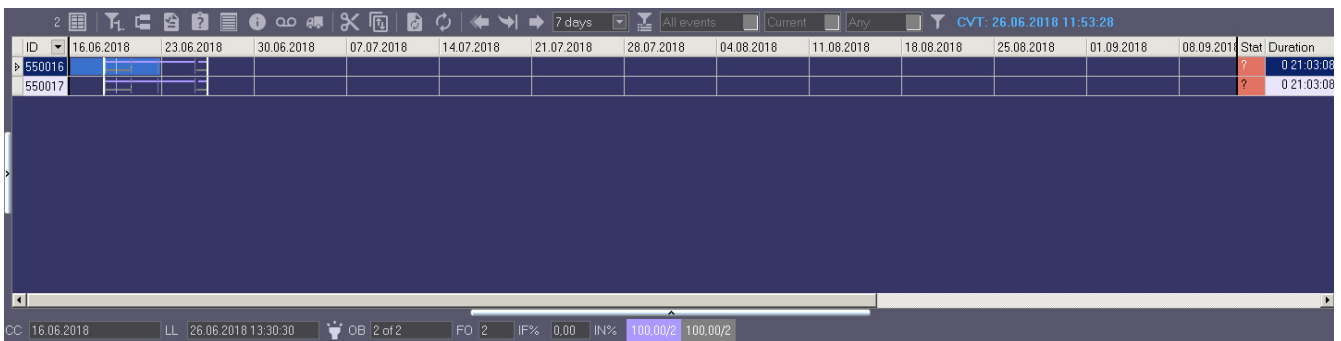 2 7 days All events Current Any CVT: 26.06.2018 11:53:28
ID 16.06.2018 23.06.2018 30.06.2018 07.07.2018 14.07.2018 21.07.2018 28.07.2018 04.08.2018 11.08.2018 18.08.2018 25.08.2018 01.09.2018 08.09.2018 Stat Duration
550016 ? 0 21:03:08
550017 ? 0 21:03:08
CC 16.06.2018 LL 26.06.2018 13:30:30 OB 2 of 2 FO 2 IF% 0,00 IN% 100,00/2 100,00/2